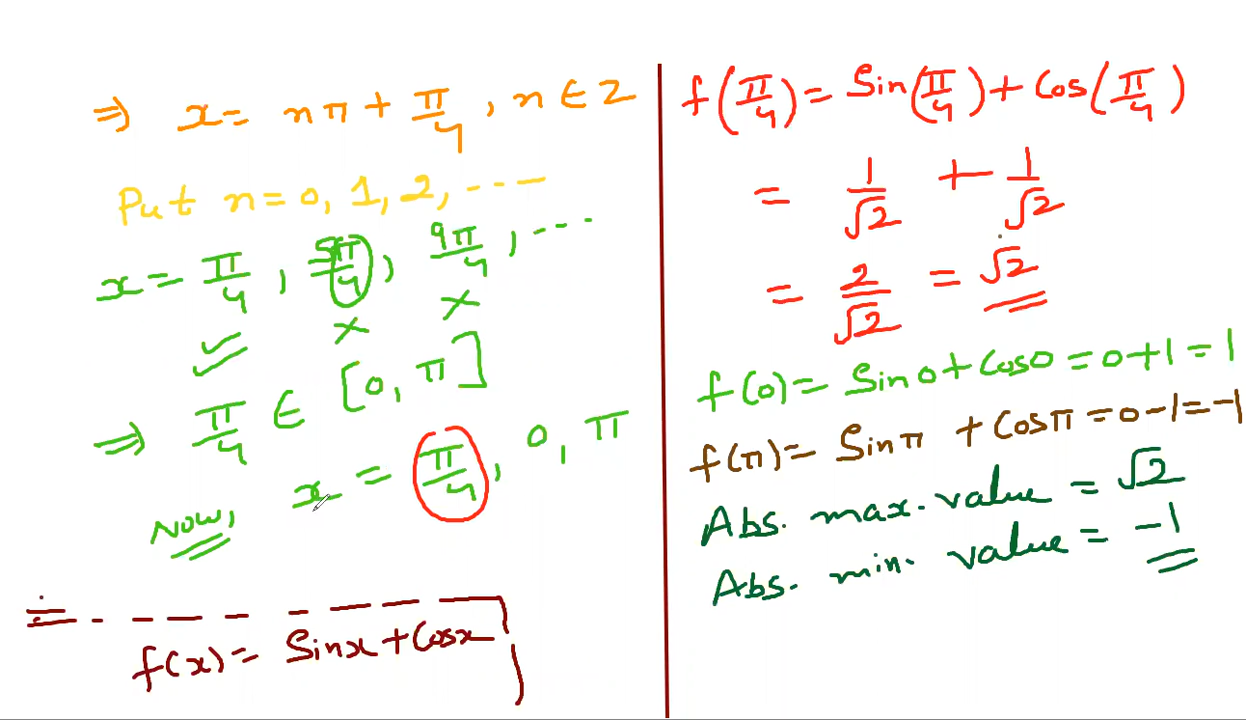 ⇒ x = nπ + π/4, n ∈ Z
Put n = 0, 1, 2, ----
x = π/4, 5π/4, 9π/4, ---
✓ × ×
⇒ π/4 ∈ [0, π]
Now, x = π/4, 0, π
f(x) = Sinx + Cosx
f(π/4) = Sin(π/4) + Cos(π/4)
= 1/√2 + 1/√2
= 2/√2 = √2
f(0) = Sin0 + Cos0 = 0+1 = 1
f(π) = Sinπ + Cosπ = 0-1 = -1
Abs. max. value = √2
Abs. min. value = -1